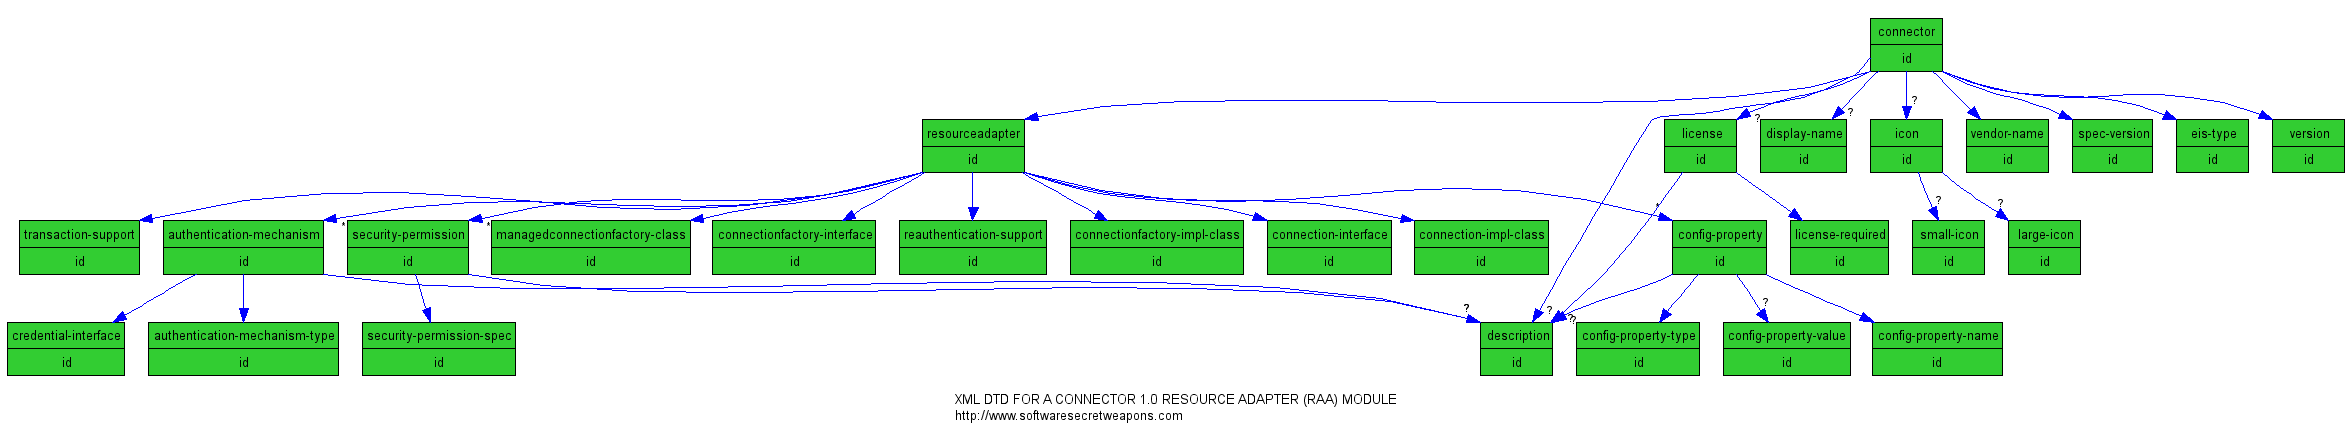 connector
id
?
?
?
resourceadapter
license
display-name
icon
vendor-name
spec-version
eis-type
version
id
id
id
id
id
id
id
id
?
?
*
*
*
transaction-support
authentication-mechanism
security-permission
managedconnectionfactory-class
connectionfactory-interface
reauthentication-support
connectionfactory-impl-class
connection-interface
connection-impl-class
config-property
license-required
small-icon
large-icon
id
id
id
id
id
id
id
id
id
id
id
id
id
?
?
?
?
?
credential-interface
authentication-mechanism-type
security-permission-spec
description
config-property-type
config-property-value
config-property-name
id
id
id
id
id
id
id
XML DTD FOR A CONNECTOR 1.0 RESOURCE ADAPTER (RAA) MODULE
http://www.softwaresecretweapons.com